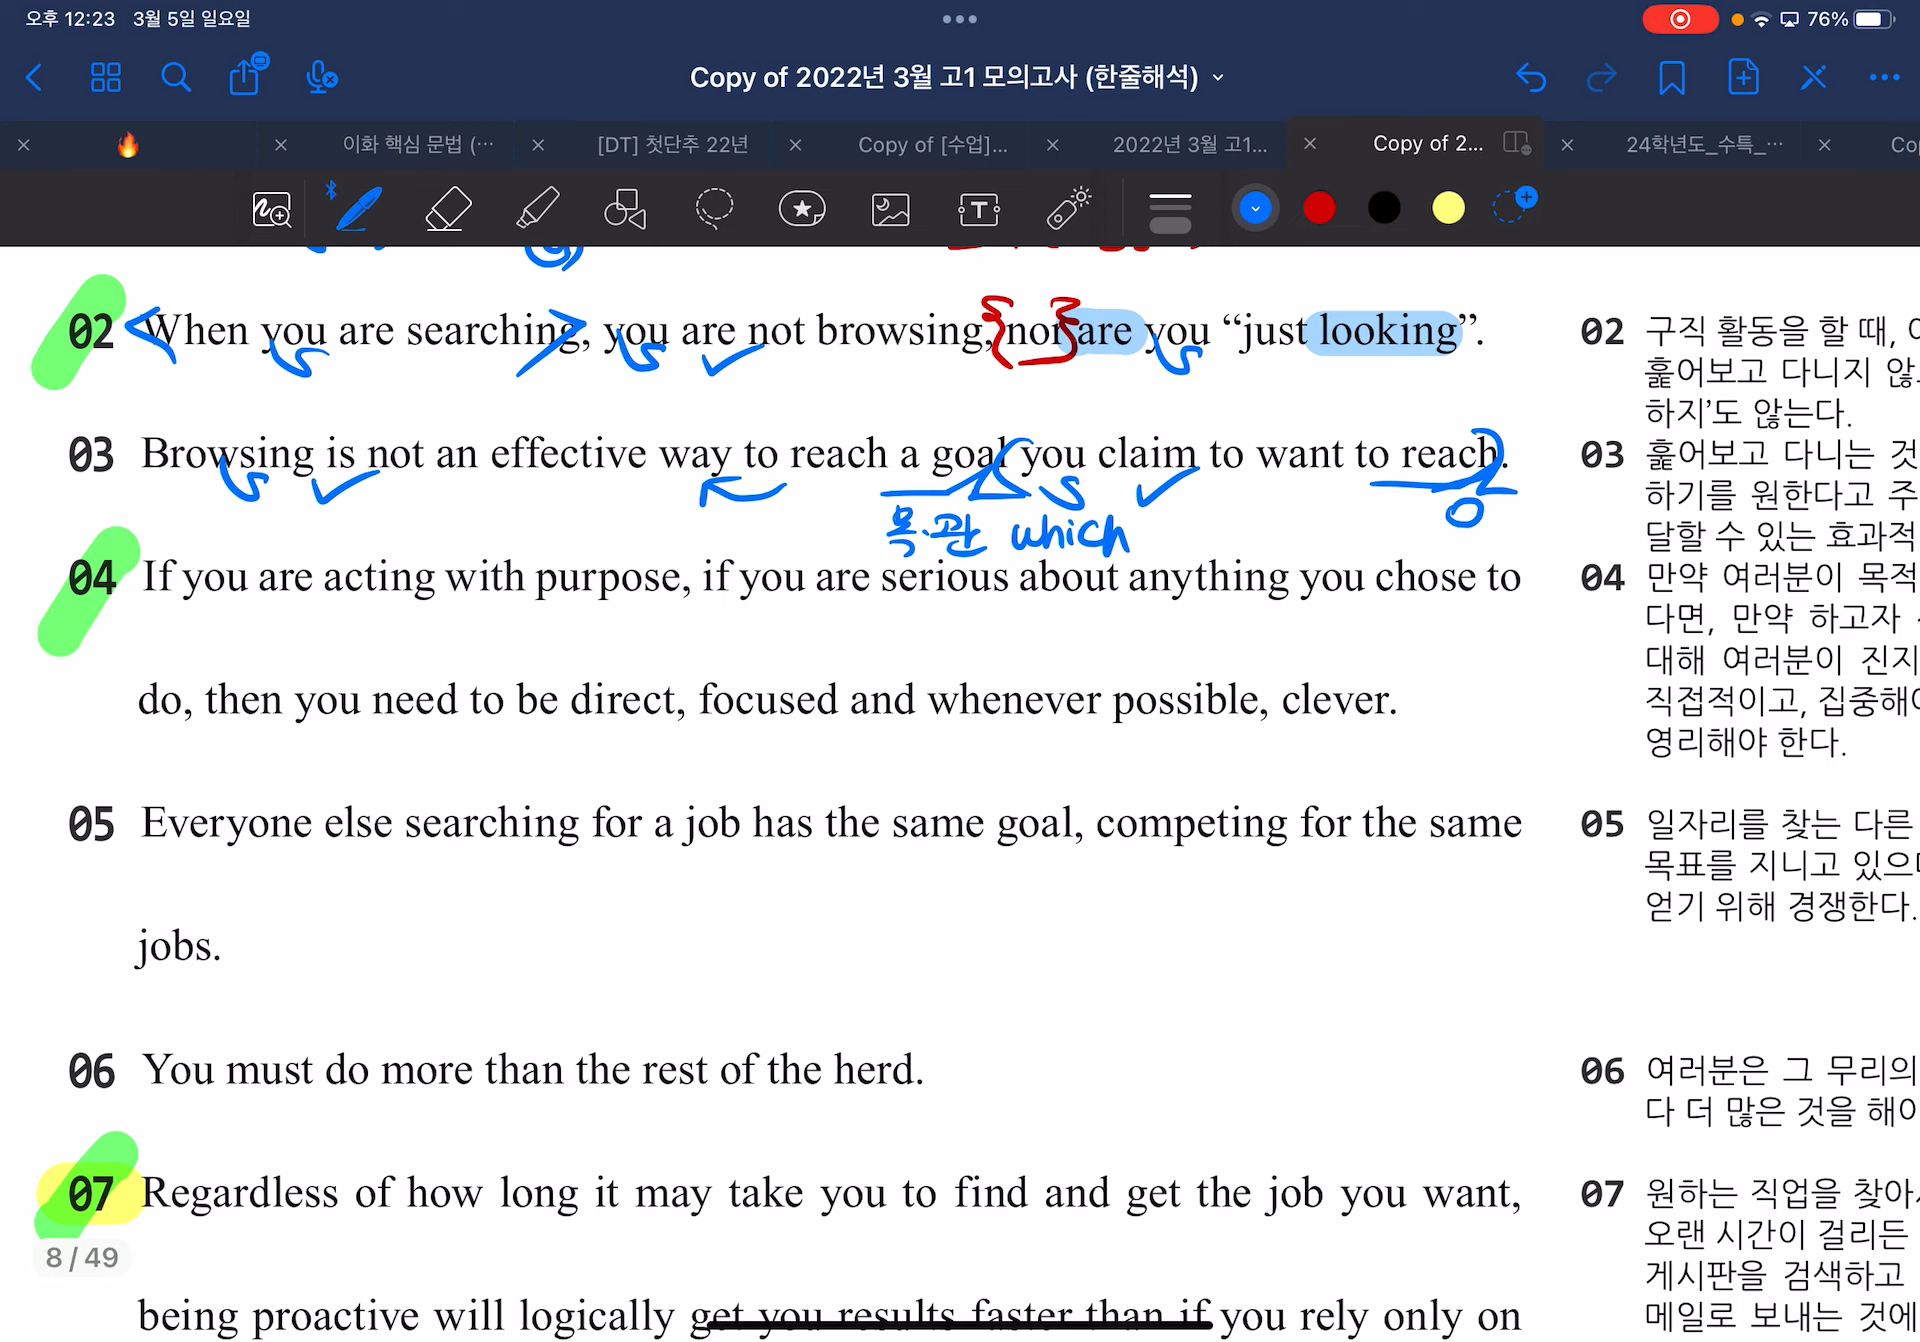 오후 12:23 3월 5일 일요일
76%
Copy of 2022년 3월 고1 모의고사 (한줄해석)
이화 핵심 문법 (…
[DT] 첫단추 22년
Copy of [수업]...
2022년 3월 고1...
Copy of 2...
24학년도_수특_…
02 When you are searching, you are not browsing, nor are you “just looking”.
03 Browsing is not an effective way to reach a goal you claim to want to reach.
목·관 which
04 If you are acting with purpose, if you are serious about anything you chose to
do, then you need to be direct, focused and whenever possible, clever.
05 Everyone else searching for a job has the same goal, competing for the same
jobs.
06 You must do more than the rest of the herd.
07 Regardless of how long it may take you to find and get the job you want,
being proactive will logically get you results faster than if you rely only on
8 / 49
02 구직 활동을 할 때,
훑어보고 다니지
하지’도 않는다.
03 훑어보고 다니는 것
하기를 원한다고
달할 수 있는 효과적
04 만약 여러분이 목적
다면, 만약 하고자
대해 여러분이 진지
직접적이고, 집중해야
영리해야 한다.
05 일자리를 찾는 다른
목표를 지니고
얻기 위해 경쟁한다.
06 여러분은 그 무리의
다 더 많은 것을 해야
07 원하는 직업을
오랜 시간이 걸리든
게시판을 검색하고
메일로 보내는 것에